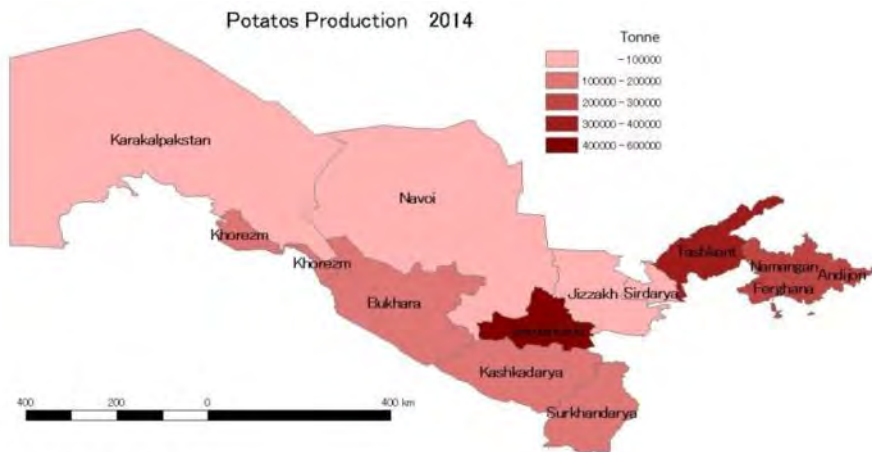 Potatos Production 2014
Tonne
-100000
100000-200000
200000-300000
300000-400000
400000-600000
Karakalpakstan
Navoi
Khorezm
Khorezm
Bukhara
Jizzakh
Sirdarya
Tashkent
Namangan
Andijon
Ferghana
Kashkadarya
Surkhandarya
400 200 0 400 km